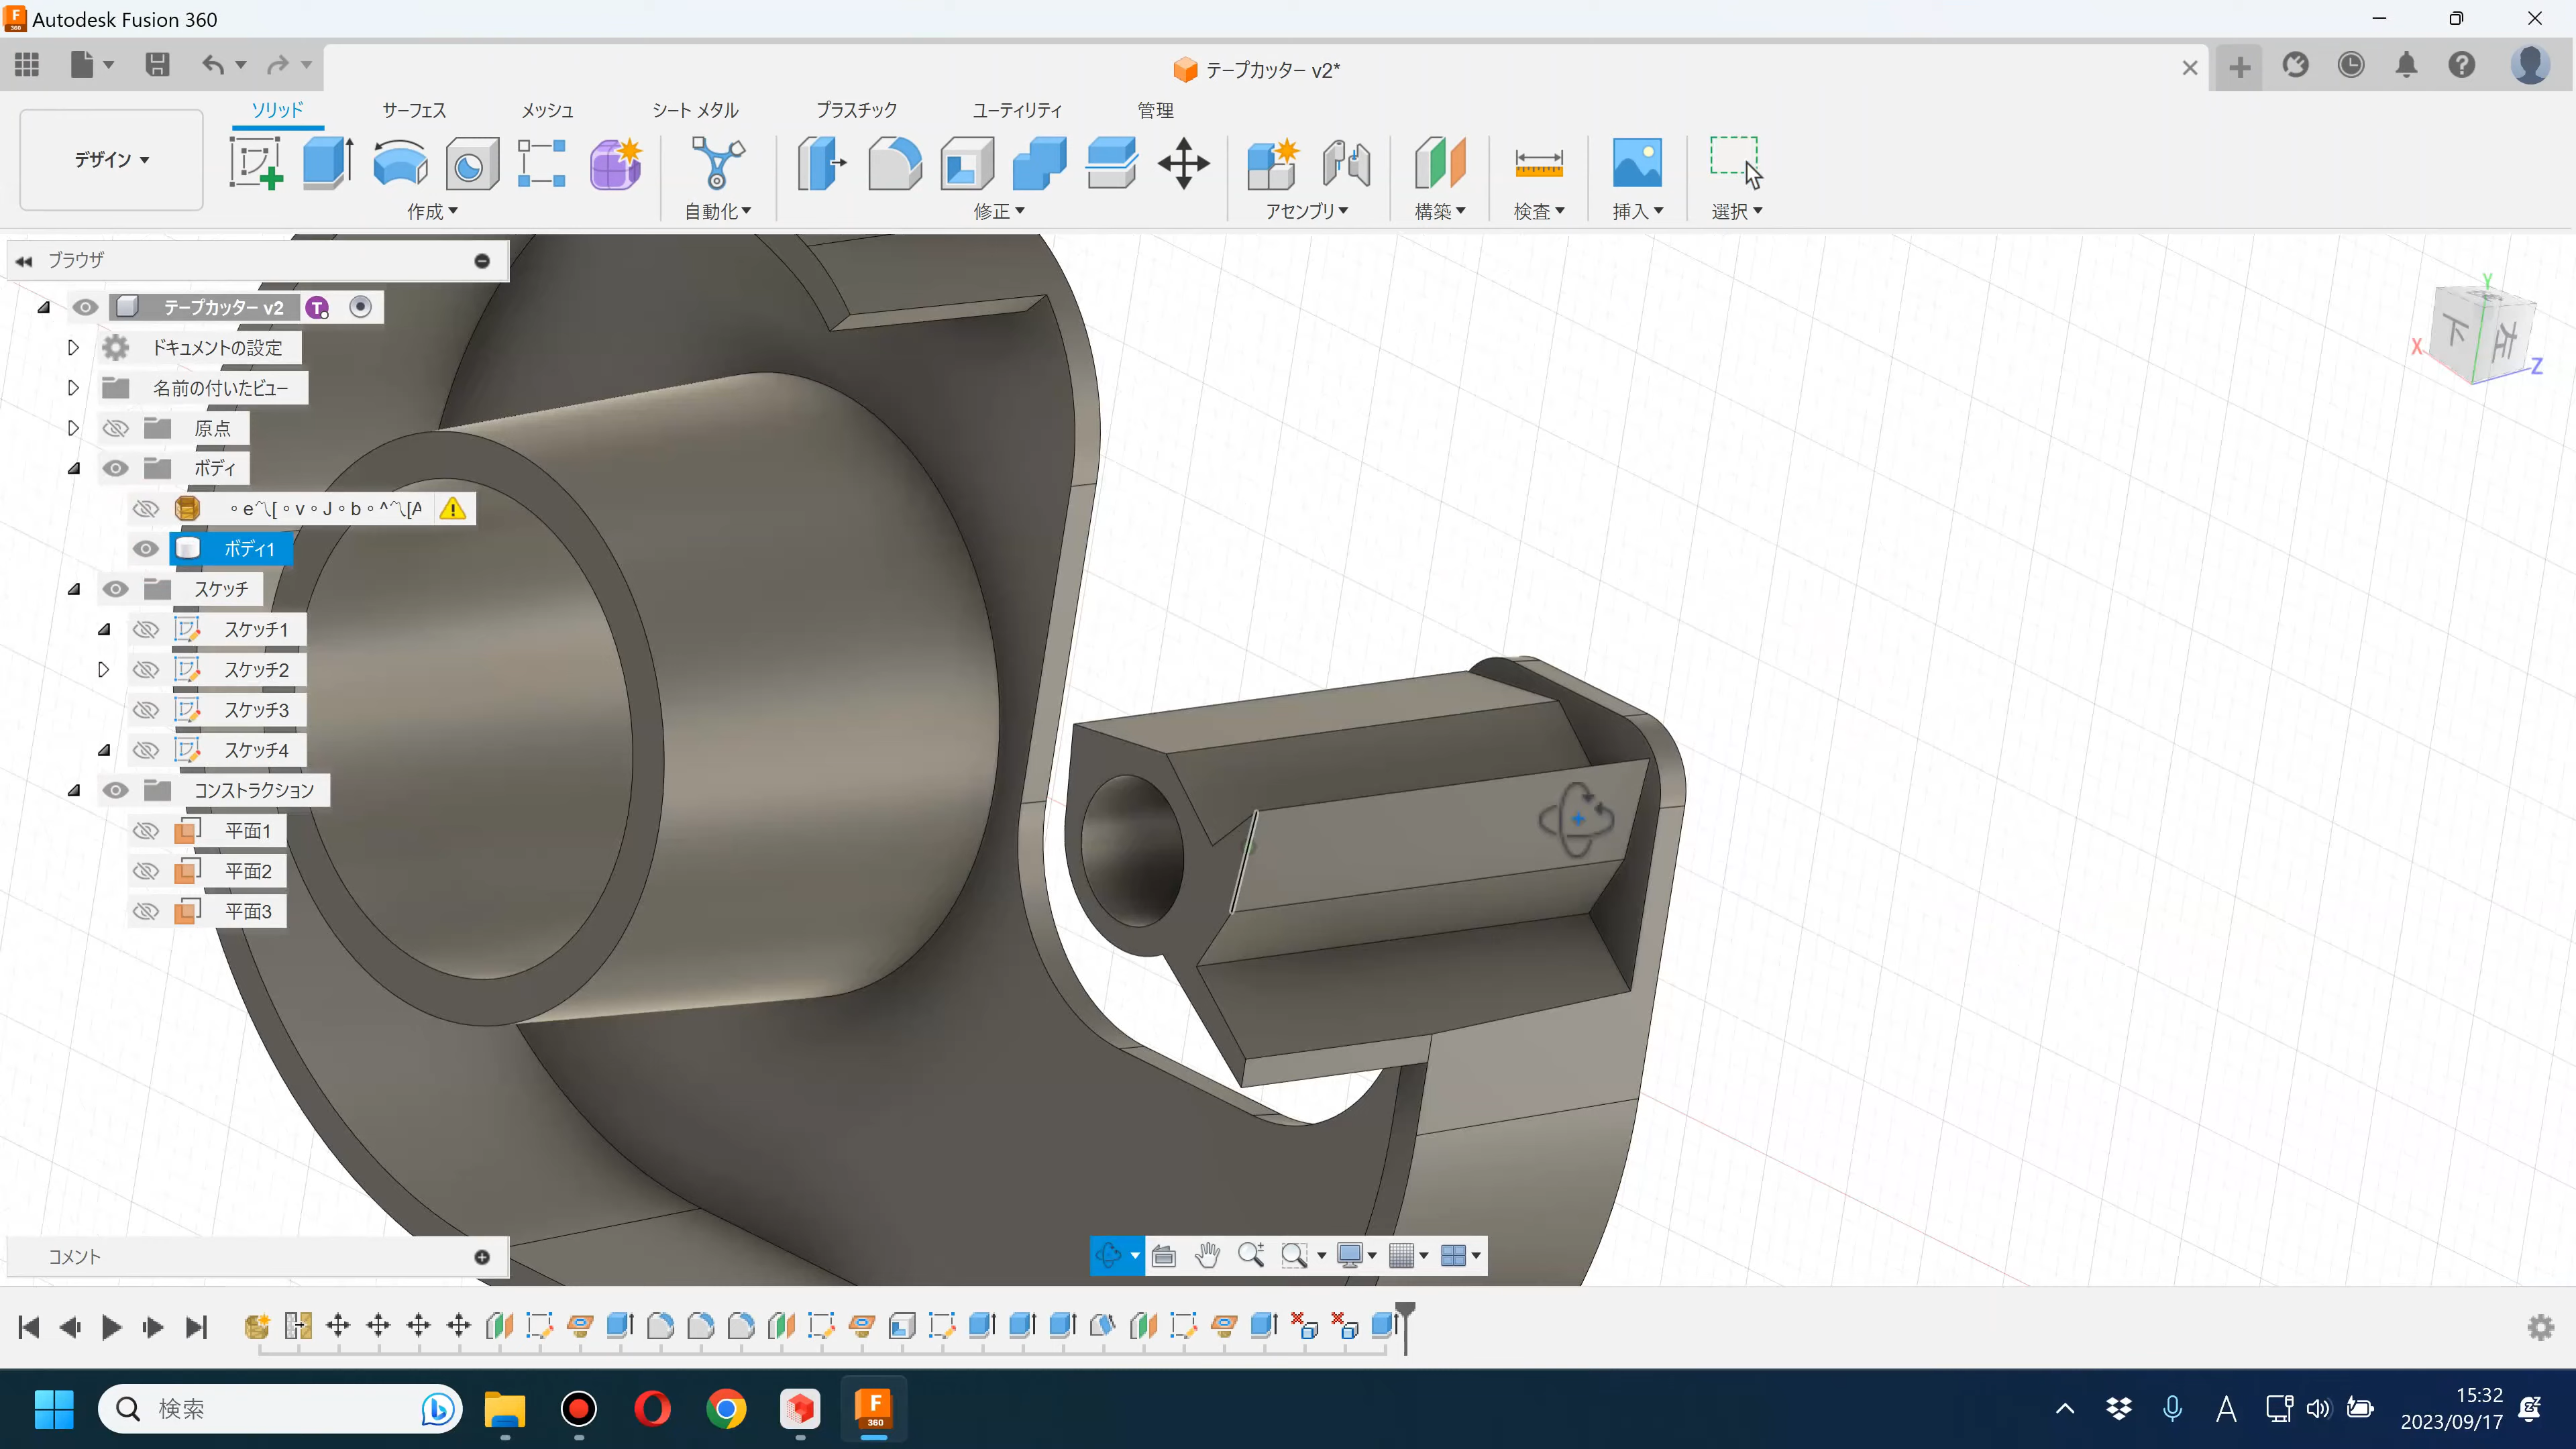 Autodesk Fusion 360
テープカッター v2*
デザイン
ソリッド
サーフェス
メッシュ
シート メタル
プラスチック
ユーティリティ
管理
作成
自動化
修正
アセンブリ
構築
検査
挿入
選択
ブラウザ
テープカッター v2
ドキュメントの設定
名前の付いたビュー
原点
ボディ
ボディ1
スケッチ
スケッチ1
スケッチ2
スケッチ3
スケッチ4
コンストラクション
平面1
平面2
平面3
Y
X
Z
下
コメント
検索
F
360
A
15:32
2023/09/17